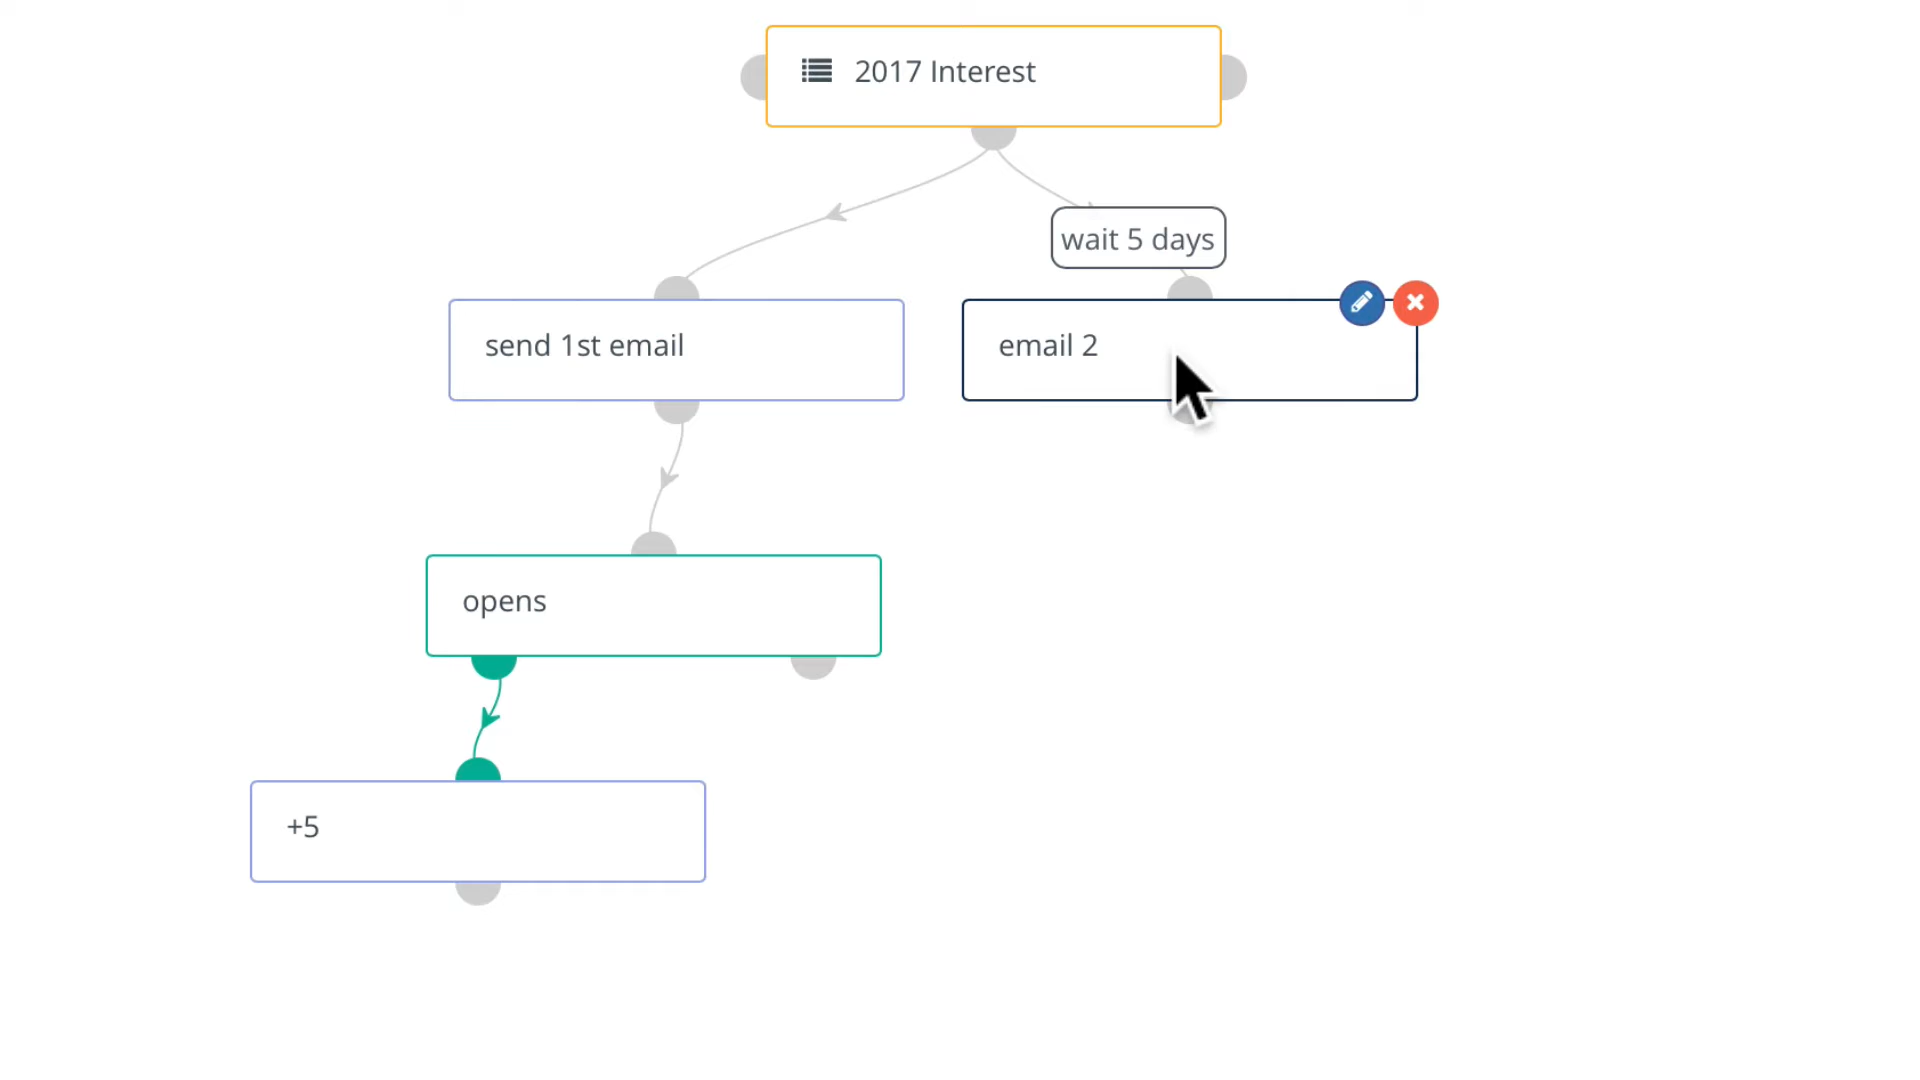 2017 Interest
wait 5 days
send 1st email
email 2
opens
+5